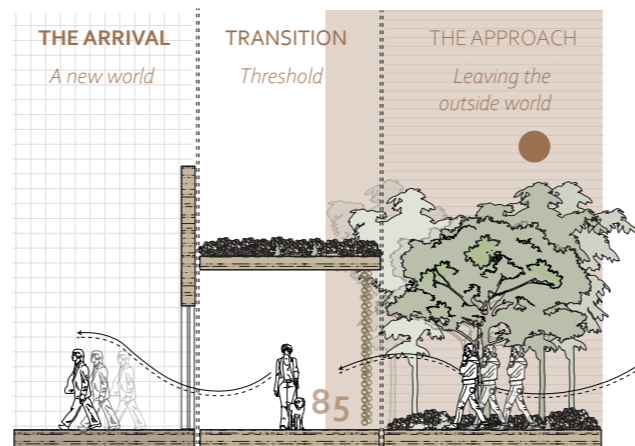 THE ARRIVAL
A new world
TRANSITION
Threshold
THE APPROACH
Leaving the
outside world
85